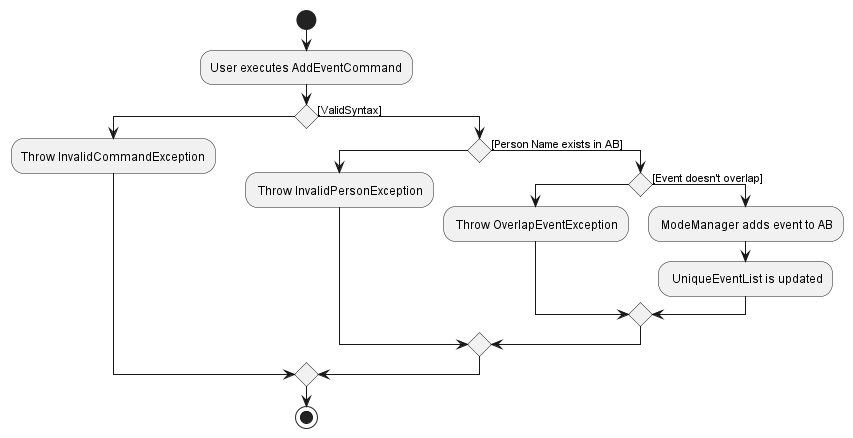 User executes AddEventCommand
[ValidSyntax]
Throw InvalidCommandException
[Person Name exists in AB]
Throw InvalidPersonException
[Event doesn't overlap]
Throw OverlapEventException
ModeManager adds event to AB
UniqueEventList is updated